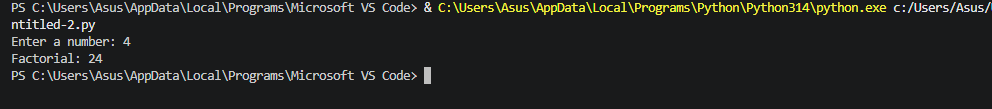 PS C:\Users\Asus\AppData\Local\Programs\Microsoft VS Code> & C:\Users\Asus\AppData\Local\Programs\Python\Python314\python.exe c:/Users/Asus/
ntitled-2.py
Enter a number: 4
Factorial: 24
PS C:\Users\Asus\AppData\Local\Programs\Microsoft VS Code>